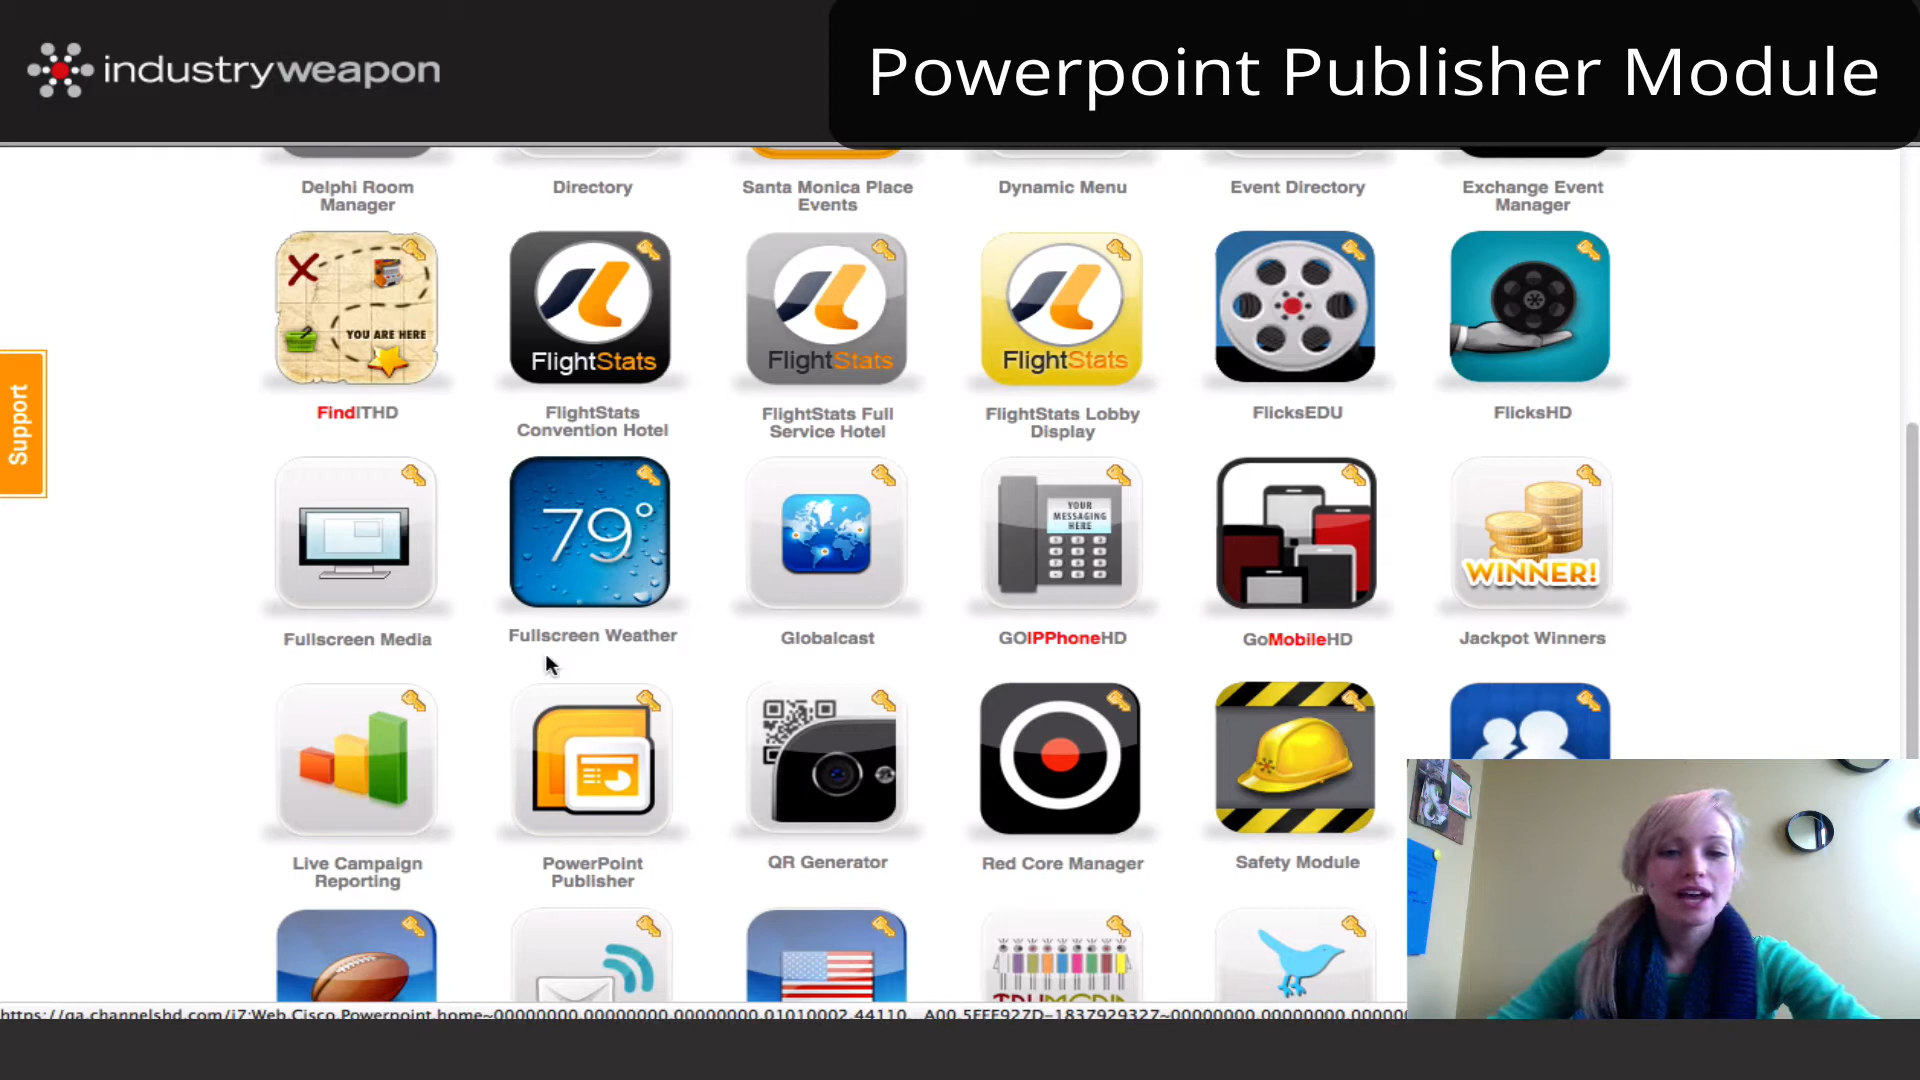 industryweapon
Powerpoint Publisher Module
Delphi Room
Manager
Directory
Santa Monica Place
Events
Dynamic Menu
Event Directory
Exchange Event
Manager
YOU ARE HERE
FlightStats
FlightStats
FlightStats
Support
FindITHD
FlightStats
Convention Hotel
FlightStats Full
Service Hotel
FlightStats Lobby
Display
FlicksEDU
FlicksHD
79°
YOUR
MESSAGING
HERE
WINNER!
Fullscreen Media
Fullscreen Weather
Globalcast
GOIPPhoneHD
GoMobileHD
Jackpot Winners
Live Campaign
Reporting
PowerPoint
Publisher
QR Generator
Red Core Manager
Safety Module